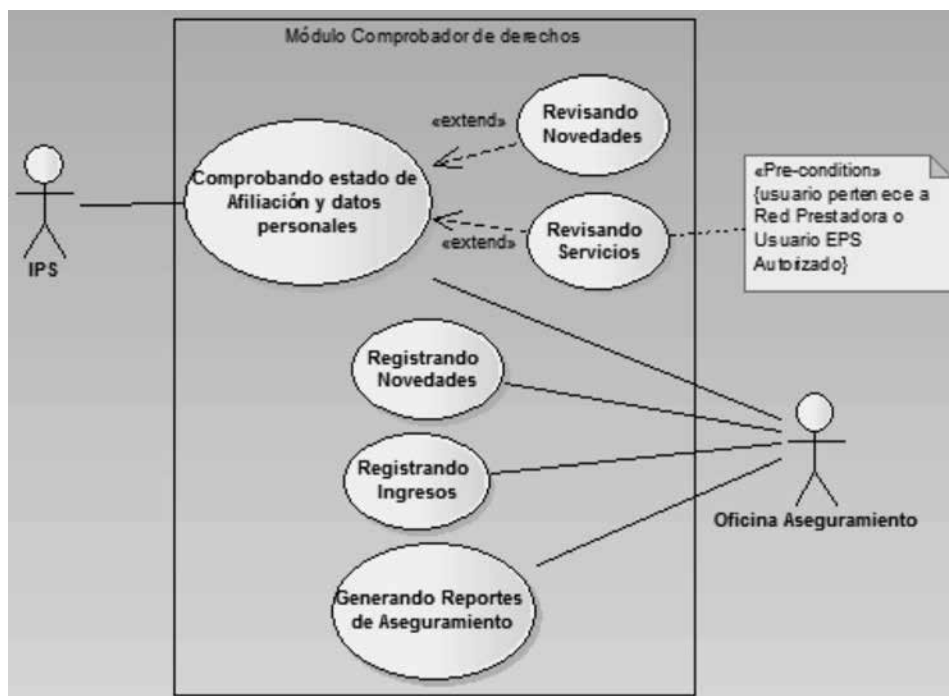 Módulo Comprobador de derechos
Revisando
Novedades
«extend»
Comprobando estado de
Afiliación y datos
personales
«extend»
Revisando
Servicios
«Pre-condition»
{usuario pertenece a
Red Prestadora o
Usuario EPS
Autorizado}
IPS
Registrando
Novedades
Registrando
Ingresos
Oficina Aseguramiento
Generando Reportes
de Aseguramiento